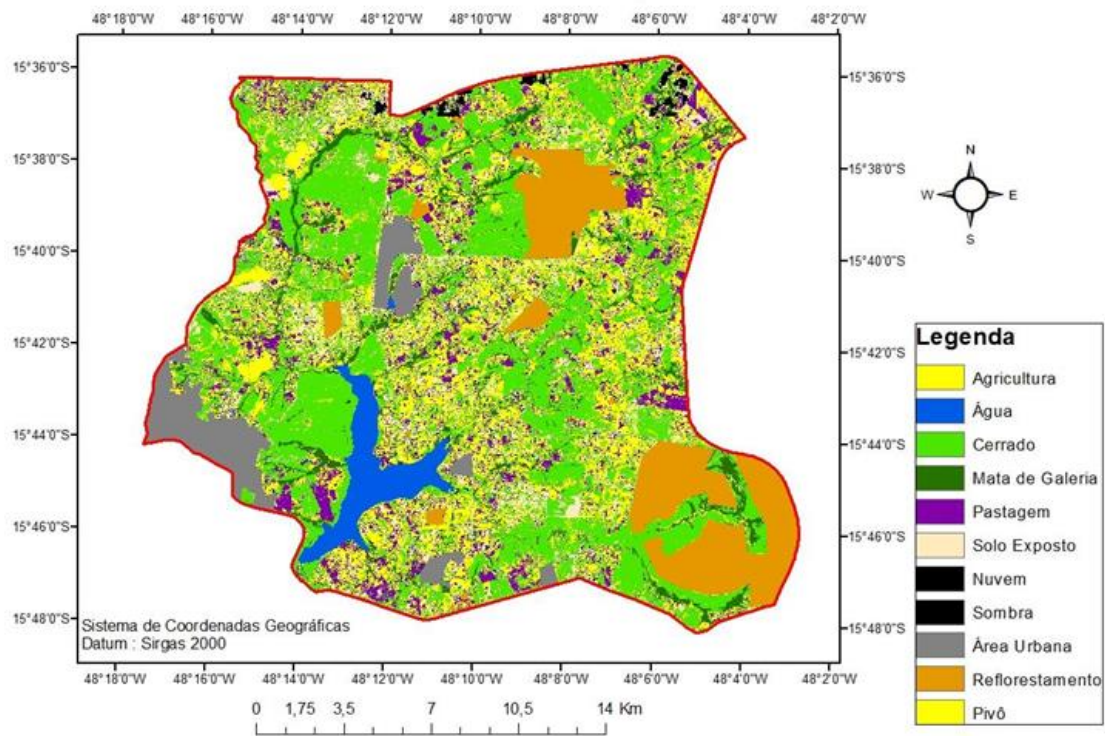 48°18'0"W 48°16'0"W 48°14'0"W 48°12'0"W 48°10'0"W 48°8'0"W 48°6'0"W 48°4'0"W 48°2'0"W
15°36'0"S 15°36'0"S
15°38'0"S 15°38'0"S
15°40'0"S 15°40'0"S
15°42'0"S 15°42'0"S
15°44'0"S 15°44'0"S
15°46'0"S 15°46'0"S
15°48'0"S 15°48'0"S
N
W E
S
Legenda
Agricultura
Água
Cerrado
Mata de Galeria
Pastagem
Solo Exposto
Nuvem
Sombra
Área Urbana
Reflorestamento
Pivô
Sistema de Coordenadas Geográficas
Datum : Sirgas 2000
48°18'0"W 48°16'0"W 48°14'0"W 48°12'0"W 48°10'0"W 48°8'0"W 48°6'0"W 48°4'0"W 48°2'0"W
0 1,75 3,5 7 10,5 14 Km